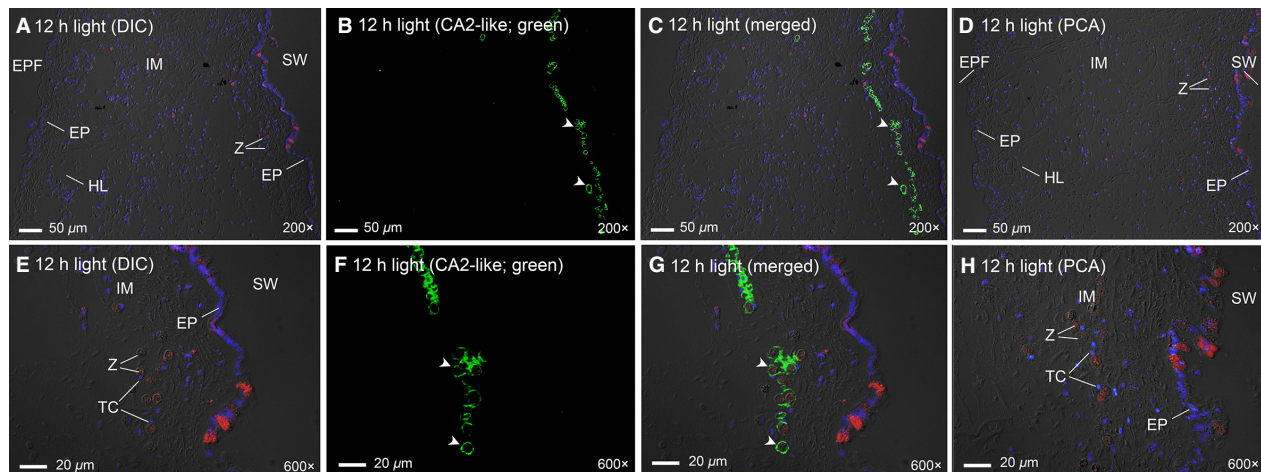 A 12 h light (DIC)
EPF
IM
SW
EP
Z
EP
HL
50 µm
200×
B 12 h light (CA2-like; green)
50 µm
200×
C 12 h light (merged)
50 µm
200×
D 12 h light (PCA)
EPF
IM
SW
Z
EP
HL
EP
50 µm
200×
E 12 h light (DIC)
IM
SW
EP
Z
TC
20 µm
600×
F 12 h light (CA2-like; green)
20 µm
600×
G 12 h light (merged)
20 µm
600×
H 12 h light (PCA)
IM
SW
Z
TC
EP
20 µm
600×